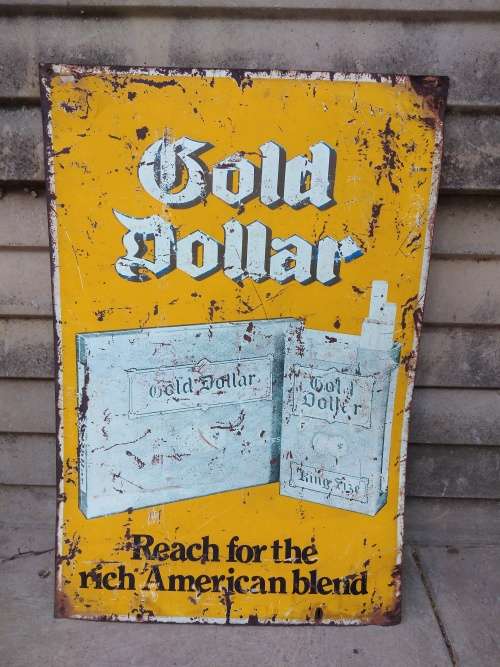 Gold
Dollar
Gold Dollar
Gold
Dollar
King Size
Reach for the
rich American blend